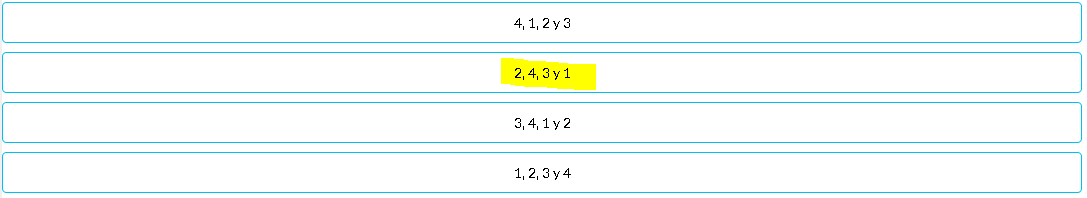 4, 1, 2 y 3
2, 4, 3 y 1
3, 4, 1 y 2
1, 2, 3 y 4